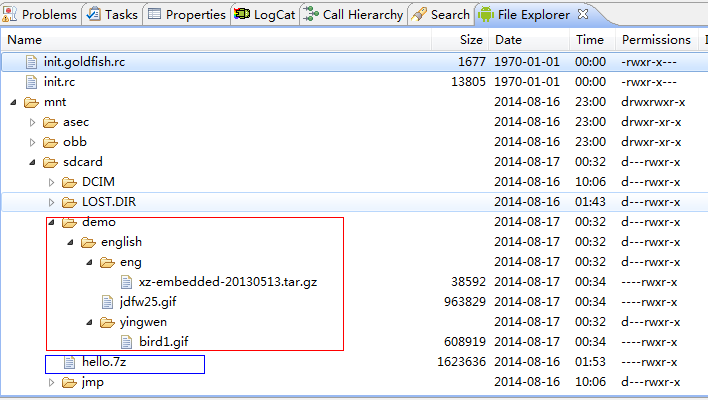 Problems Tasks Properties LogCat Call Hierarchy Search File Explorer
Name Size Date Time Permissions
init.goldfish.rc 1677 1970-01-01 00:00 -rwxr-x---
init.rc 13805 1970-01-01 00:00 -rwxr-x---
mnt 2014-08-16 23:00 drwxrwxr-x
asec 2014-08-16 23:00 drwxr-xr-x
obb 2014-08-16 23:00 drwxr-xr-x
sdcard 2014-08-17 00:32 d---rwxr-x
DCIM 2014-08-16 10:06 d---rwxr-x
LOST.DIR 2014-08-16 01:43 d---rwxr-x
demo 2014-08-17 00:32 d---rwxr-x
english 2014-08-17 00:32 d---rwxr-x
eng 2014-08-17 00:32 d---rwxr-x
xz-embedded-20130513.tar.gz 38592 2014-08-17 00:34 ----rwxr-x
jdfw25.gif 963829 2014-08-17 00:34 ----rwxr-x
yingwen 2014-08-17 00:32 d---rwxr-x
bird1.gif 608919 2014-08-17 00:34 ----rwxr-x
hello.7z 1623636 2014-08-16 01:53 ----rwxr-x
jmp 2014-08-16 10:06 d---rwxr-x